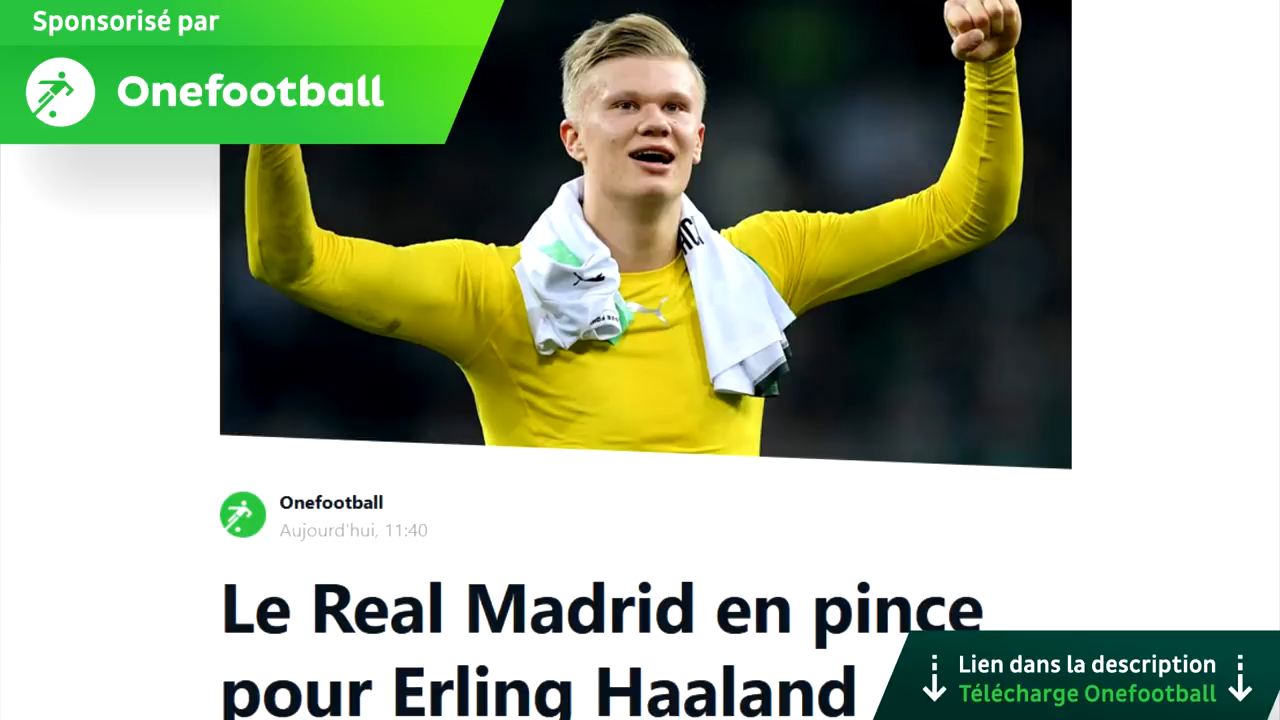 Sponsorisé par
Onefootball
Onefootball
Aujourd'hui, 11:40
Le Real Madrid en pince
pour Erling Haaland
Lien dans la description
Télécharge Onefootball